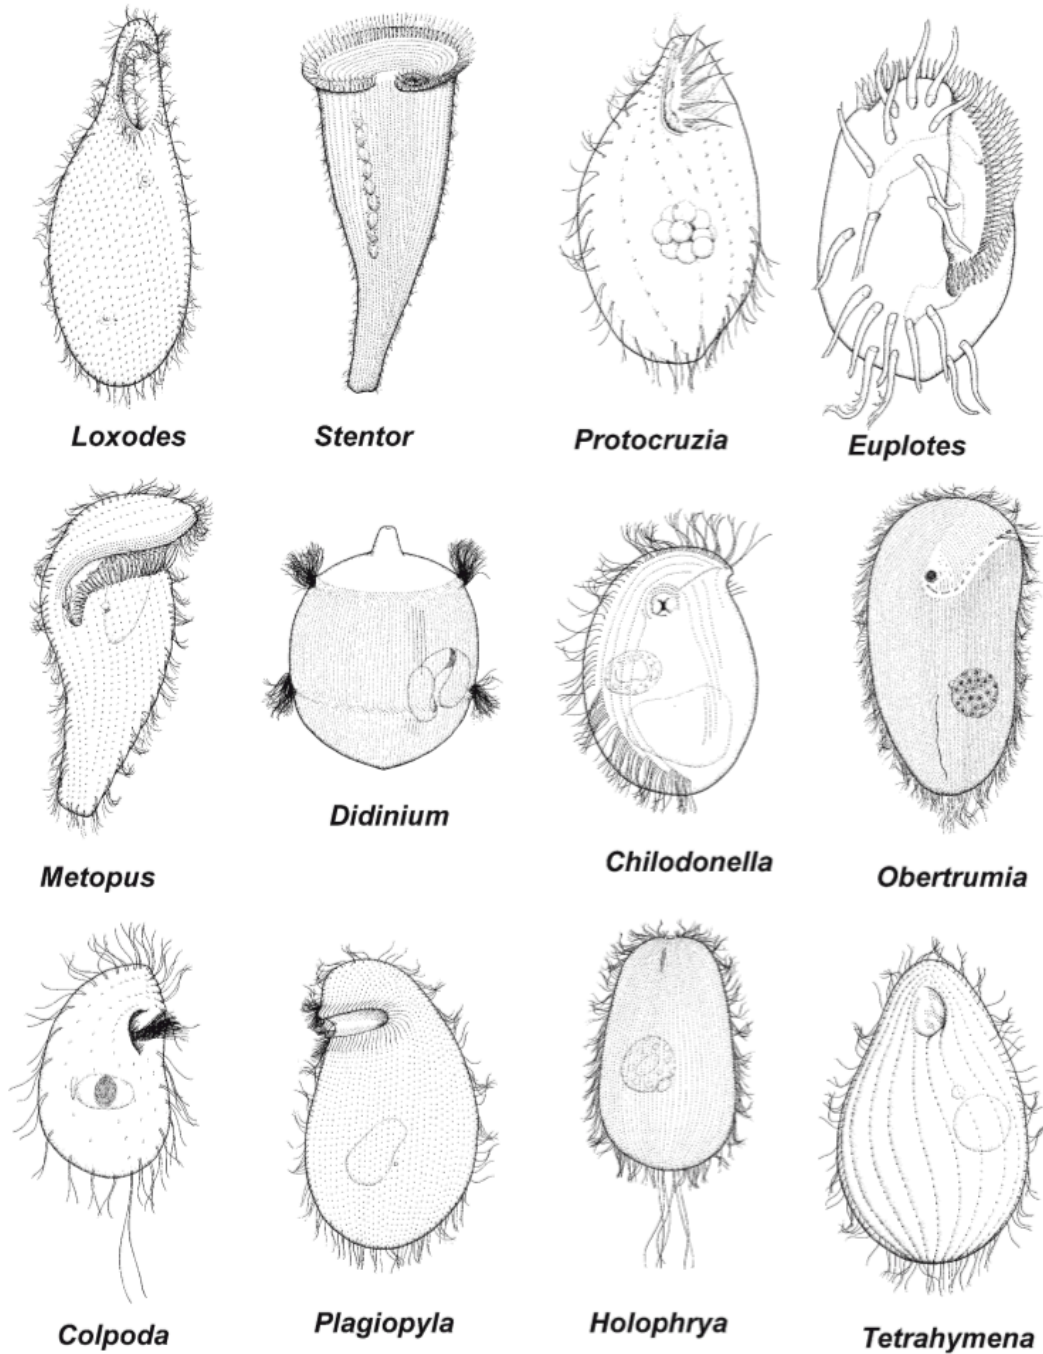 Loxodes
Stentor
Protocruzia
Euplotes
Metopus
Didinium
Chilodonella
Obertrumia
Colpoda
Plagiopyla
Holophrya
Tetrahymena